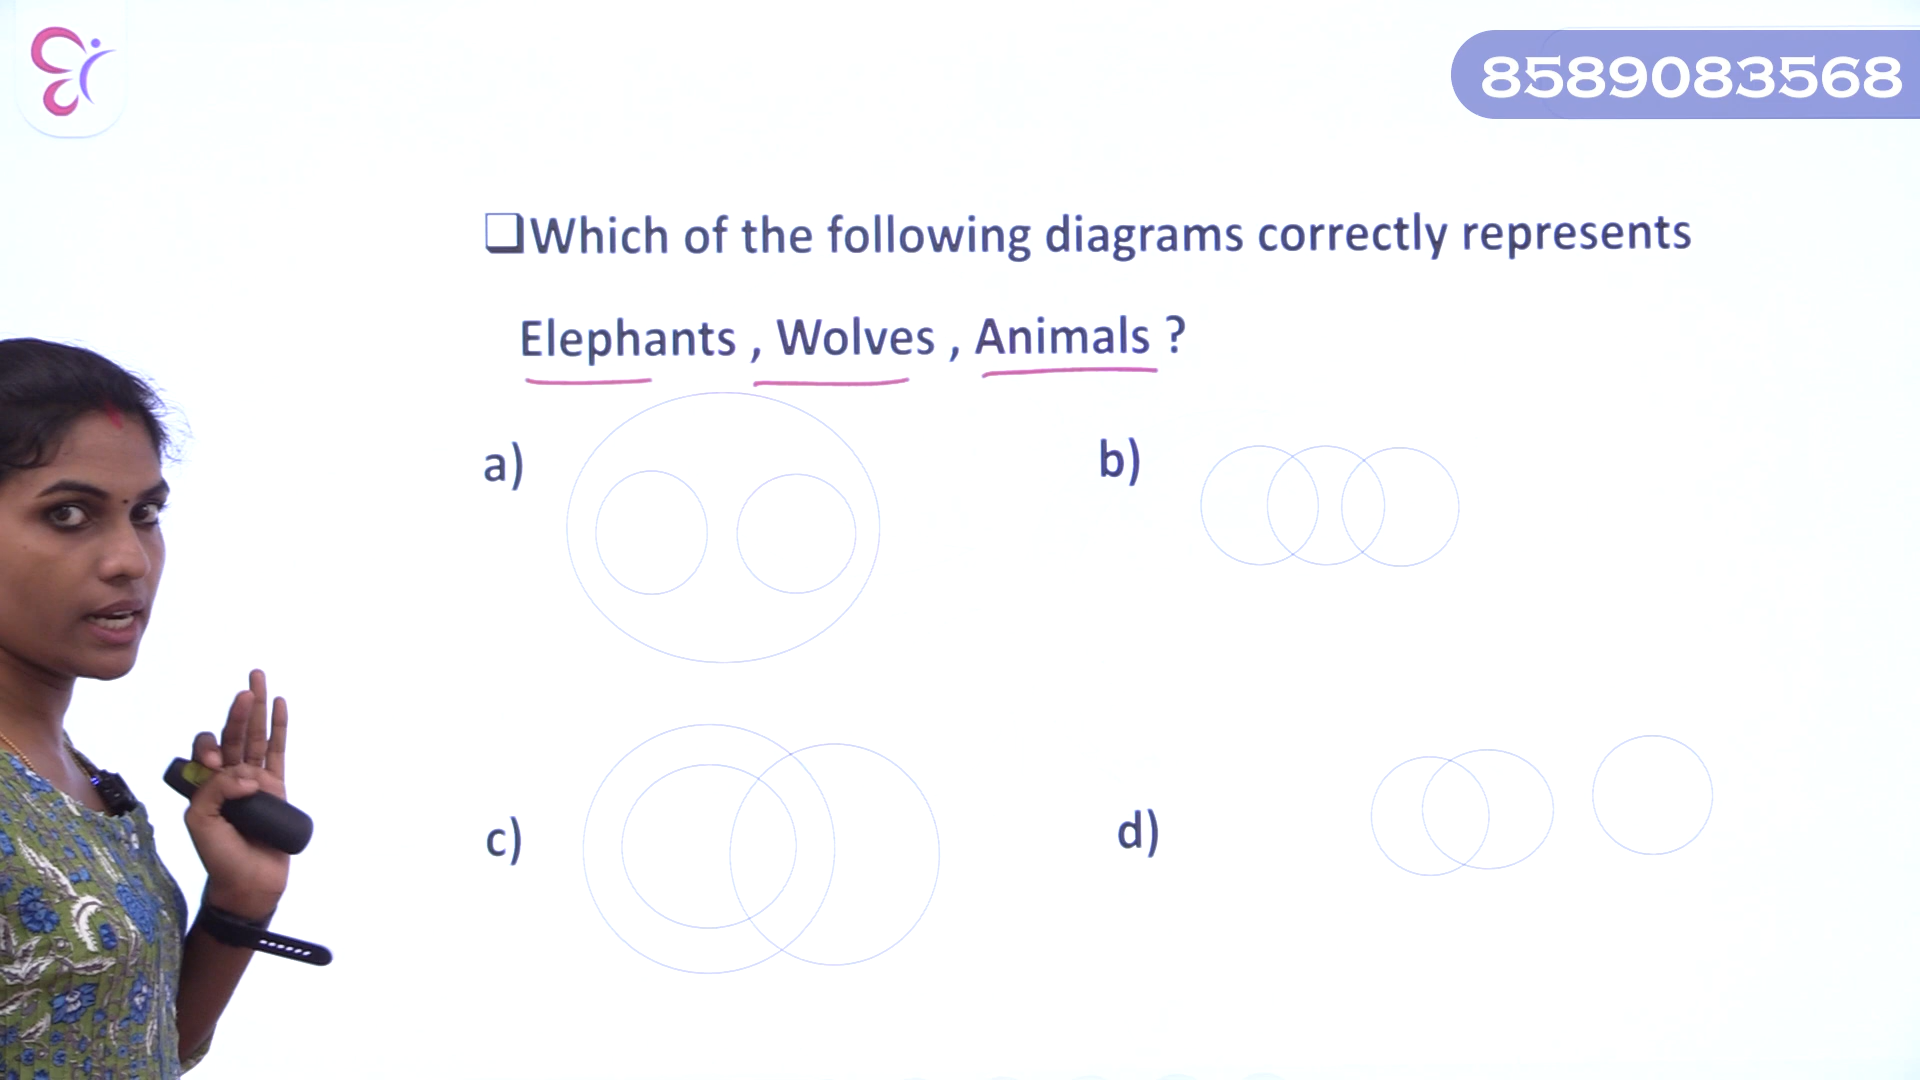 8589083568
❑Which of the following diagrams correctly represents
Elephants , Wolves , Animals ?
a)
b)
c)
d)